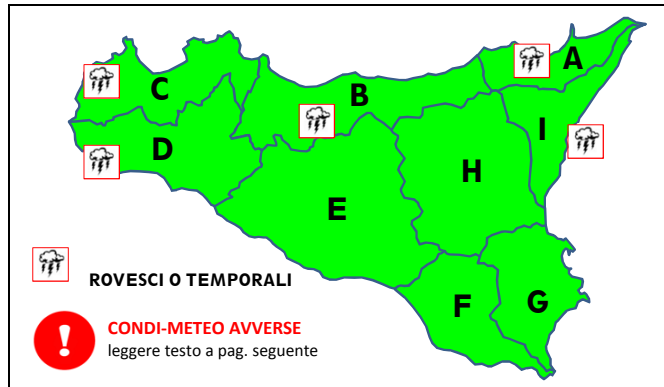 A
C
B
I
D
H
E
ROVESCI O TEMPORALI
F
G
CONDI-METEO AVVERSE
leggere testo a pag. seguente